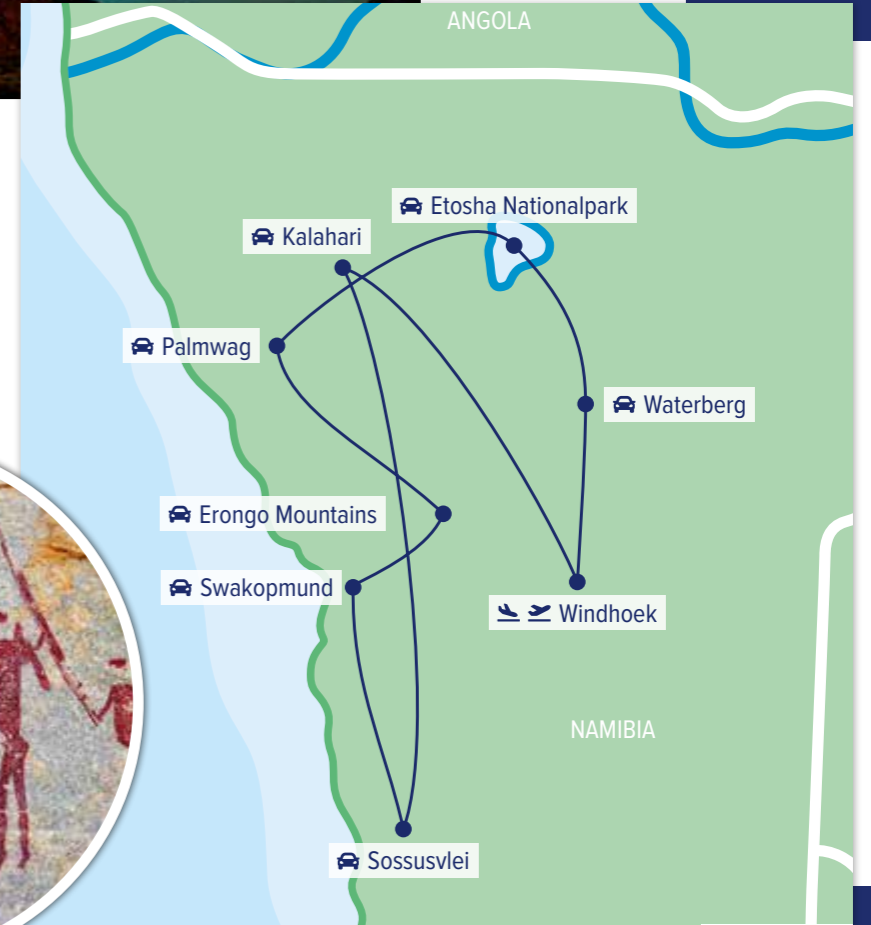 ANGOLA
Etosha Nationalpark
Kalahari
Palmwag
Waterberg
Erongo Mountains
Swakopmund
Windhoek
NAMIBIA
Sossusvlei